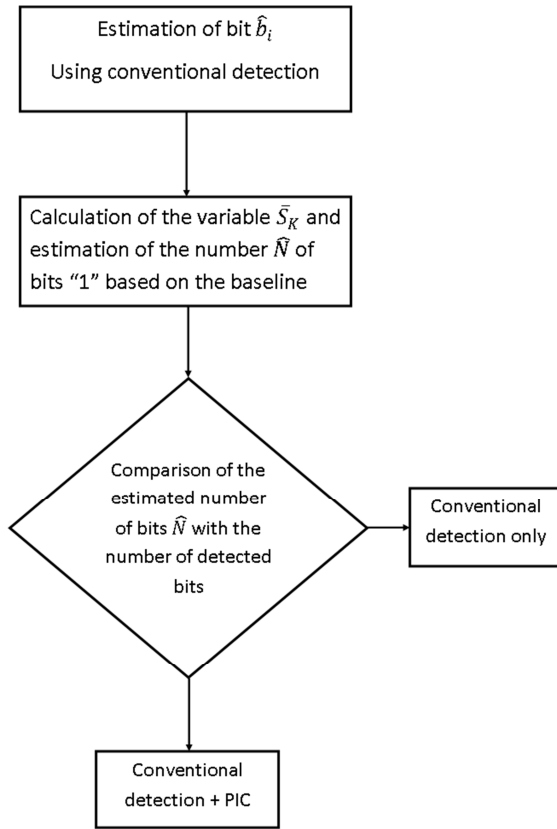 Estimation of bit b̂ᵢ
Using conventional detection
Calculation of the variable S̄_K and
estimation of the number N̂ of
bits “1” based on the baseline
Comparison of the
estimated number
of bits N̂ with the
number of detected
bits
Conventional
detection only
Conventional
detection + PIC